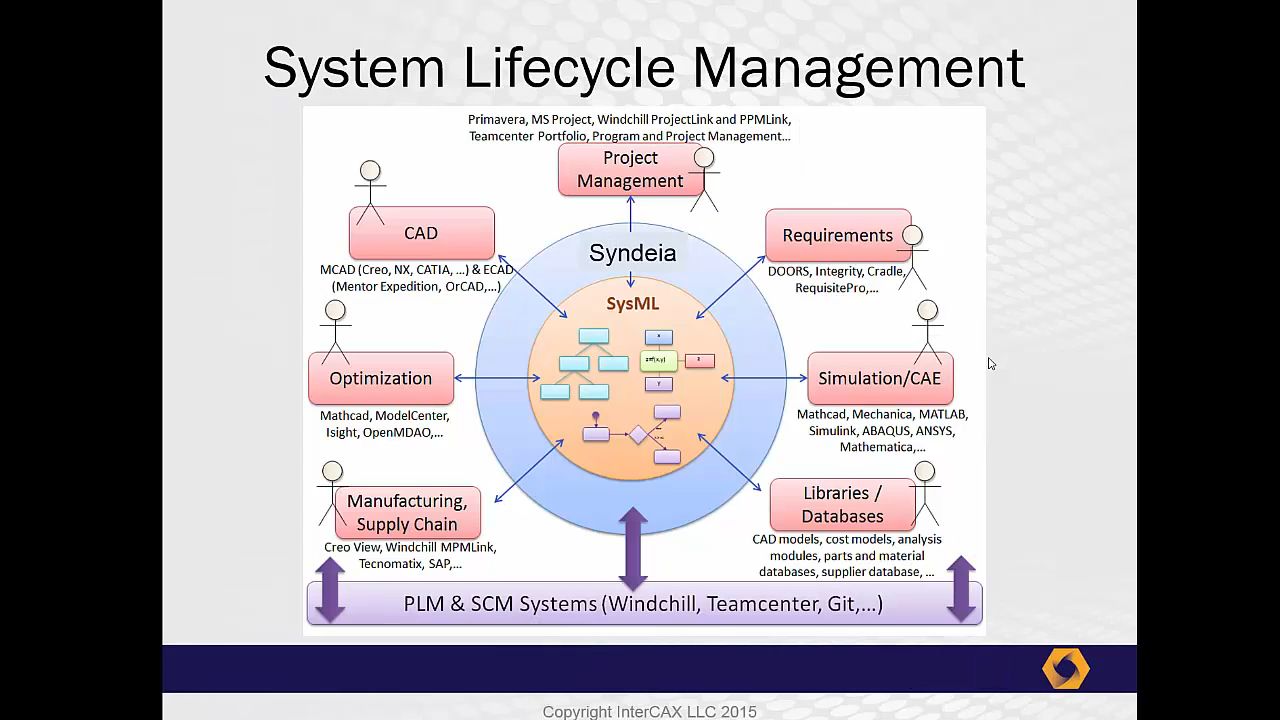 System Lifecycle Management
Primavera, MS Project, Windchill ProjectLink and PPMLink,
Teamcenter Portfolio, Program and Project Management…
Project
Management
CAD
MCAD (Creo, NX, CATIA, …) & ECAD
(Mentor Expedition, OrCAD,…)
Syndeia
Requirements
DOORS, Integrity, Cradle,
RequisitePro,…
SysML
Optimization
Mathcad, ModelCenter,
Isight, OpenMDAO,…
Simulation/CAE
Mathcad, Mechanica, MATLAB,
Simulink, ABAQUS, ANSYS,
Mathematica,…
Manufacturing,
Supply Chain
Creo View, Windchill MPMLink,
Tecnomatix, SAP,…
Libraries /
Databases
CAD models, cost models, analysis
modules, parts and material
databases, supplier database, …
PLM & SCM Systems (Windchill, Teamcenter, Git,…)
Copyright InterCAX LLC 2015